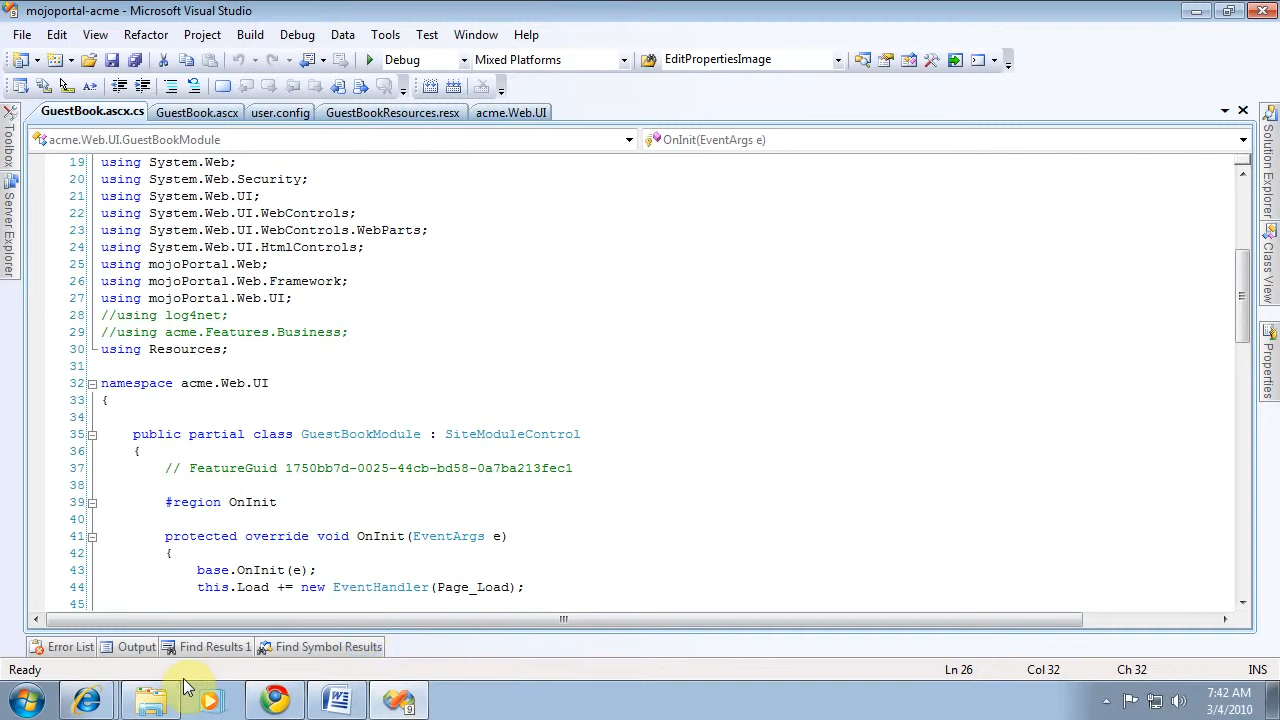 mojoportal-acme - Microsoft Visual Studio
File Edit View Refactor Project Build Debug Data Tools Test Window Help
Debug Mixed Platforms EditPropertiesImage
GuestBook.ascx.cs GuestBook.ascx user.config GuestBookResources.resx acme.Web.UI
acme.Web.UI.GuestBookModule OnInit(EventArgs e)
Toolbox
Server Explorer
19 using System.Web;
20 using System.Web.Security;
21 using System.Web.UI;
22 using System.Web.UI.WebControls;
23 using System.Web.UI.WebControls.WebParts;
24 using System.Web.UI.HtmlControls;
25 using mojoPortal.Web;
26 using mojoPortal.Web.Framework;
27 using mojoPortal.Web.UI;
28 //using log4net;
29 //using acme.Features.Business;
30 using Resources;
31
32 namespace acme.Web.UI
33 {
34
35 public partial class GuestBookModule : SiteModuleControl
36 {
37 // FeatureGuid 1750bb7d-0025-44cb-bd58-0a7ba213fec1
38
39 #region OnInit
40
41 protected override void OnInit(EventArgs e)
42 {
43 base.OnInit(e);
44 this.Load += new EventHandler(Page_Load);
45
Solution Explorer
Class View
Properties
Error List Output Find Results 1 Find Symbol Results
Ready Ln 26 Col 32 Ch 32 INS
7:42 AM
3/4/2010